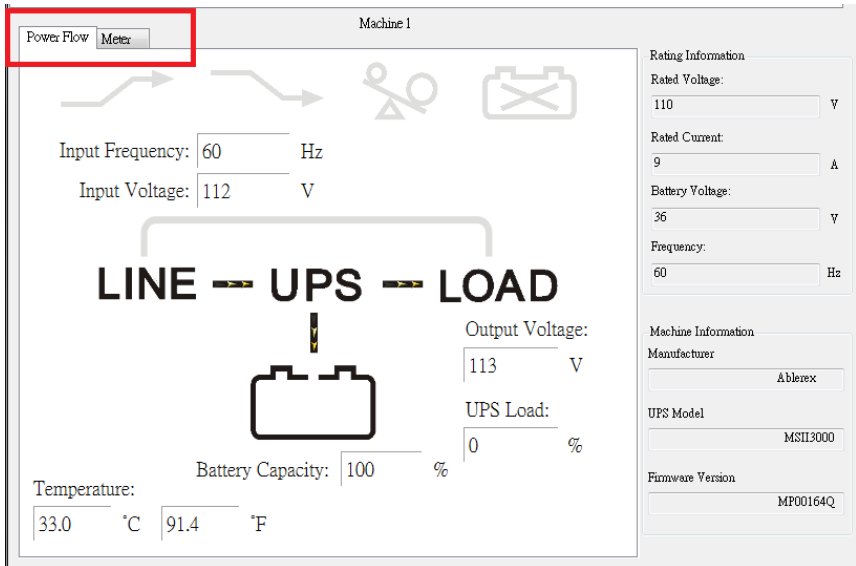 Machine 1
Power Flow
Meter
Input Frequency: 60 Hz
Input Voltage: 112 V
LINE UPS LOAD
Output Voltage:
113 V
UPS Load:
0 %
Battery Capacity: 100 %
Temperature:
33.0 °C 91.4 °F
Rating Information
Rated Voltage:
110 V
Rated Current:
9 A
Battery Voltage:
36 V
Frequency:
60 Hz
Machine Information
Manufacturer
Ablerex
UPS Model
MSII3000
Firmware Version
MP00164Q